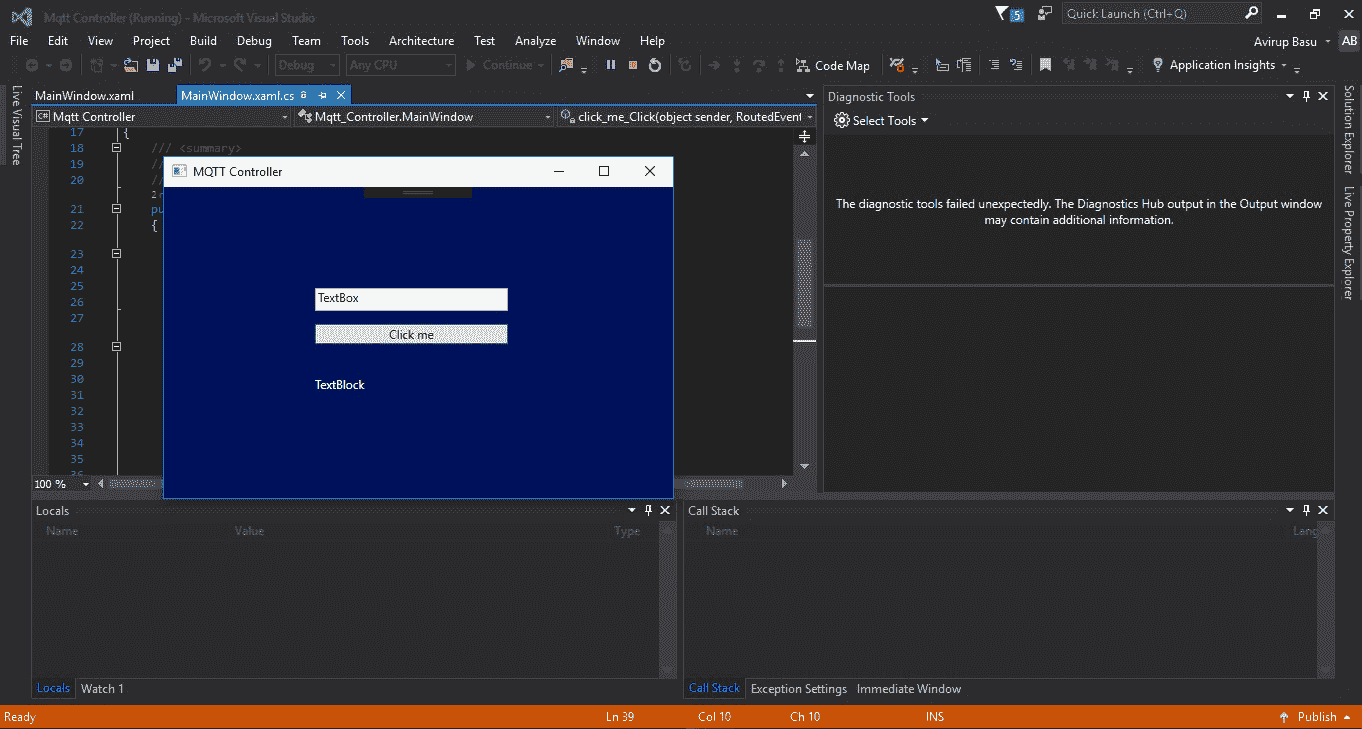 Mqtt Controller (Running) - Microsoft Visual Studio
5
Quick Launch (Ctrl+Q)
File Edit View Project Build Debug Team Tools Architecture Test Analyze Window Help
Avirup Basu
AB
Debug Any CPU Continue Code Map Application Insights
Live Visual Tree
MainWindow.xaml
MainWindow.xaml.cs
Mqtt Controller
Mqtt_Controller.MainWindow
click_me_Click(object sender, RoutedEvent
17 {
18 /// <summary>
19
20
21
22 {
23
24
25
26
27
28
29
30
31
32
33
34
35
100 %
MQTT Controller
TextBox
Click me
TextBlock
Diagnostic Tools
Select Tools
The diagnostic tools failed unexpectedly. The Diagnostics Hub output in the Output window
may contain additional information.
Solution Explorer
Live Property Explorer
Locals
Name Value Type
Locals Watch 1
Call Stack
Name Lang
Call Stack Exception Settings Immediate Window
Ready Ln 39 Col 10 Ch 10 INS Publish